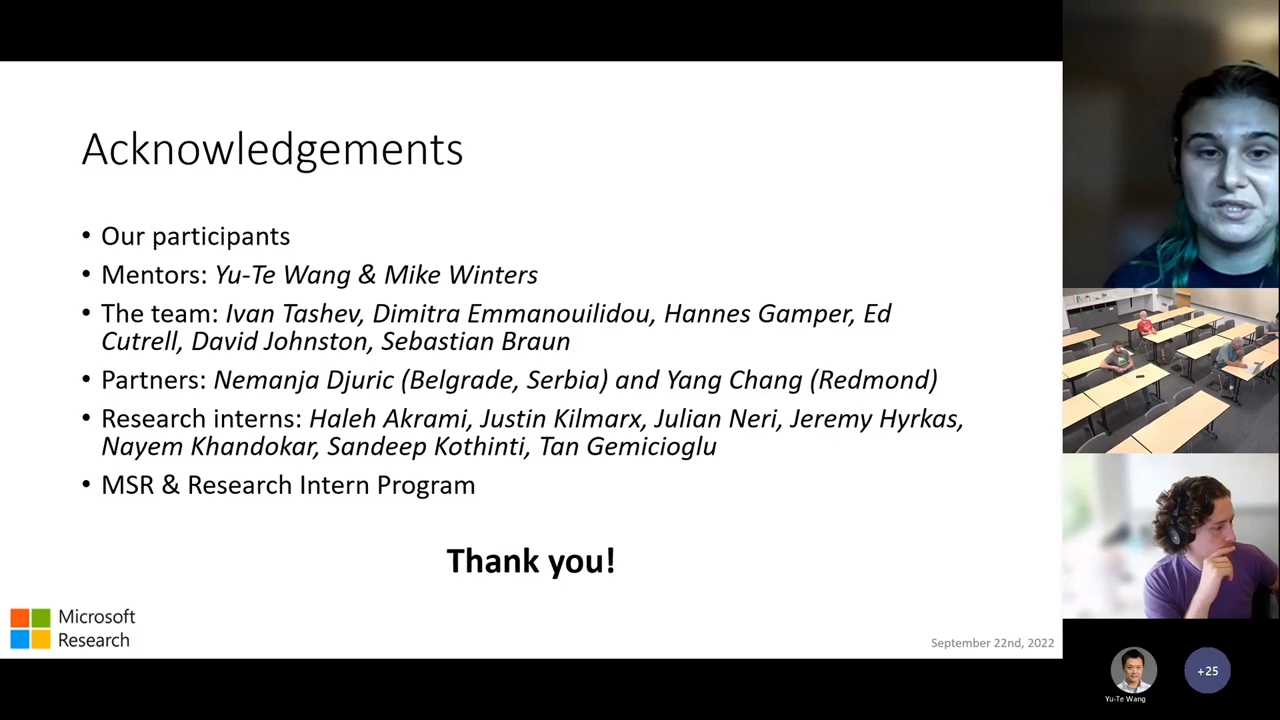 Acknowledgements
• Our participants
• Mentors: Yu-Te Wang & Mike Winters
• The team: Ivan Tashev, Dimitra Emmanouilidou, Hannes Gamper, Ed
Cutrell, David Johnston, Sebastian Braun
• Partners: Nemanja Djuric (Belgrade, Serbia) and Yang Chang (Redmond)
• Research interns: Haleh Akrami, Justin Kilmarx, Julian Neri, Jeremy Hyrkas,
Nayem Khandokar, Sandeep Kothinti, Tan Gemicioglu
• MSR & Research Intern Program
Thank you!
Microsoft
Research
September 22nd, 2022
+25
Yu-Te Wang